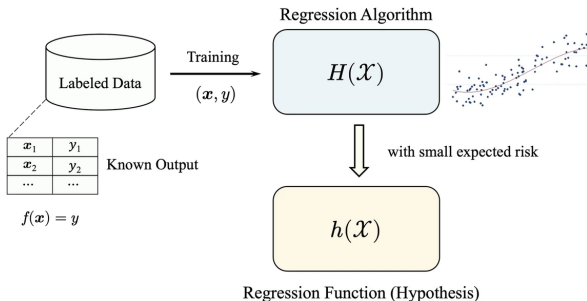 Regression Algorithm
Labeled Data
Training
(𝒙, y)
H(𝒳)
𝒙₁ y₁
𝒙₂ y₂
... ...
Known Output
f(𝒙) = y
with small expected risk
h(𝒳)
Regression Function (Hypothesis)